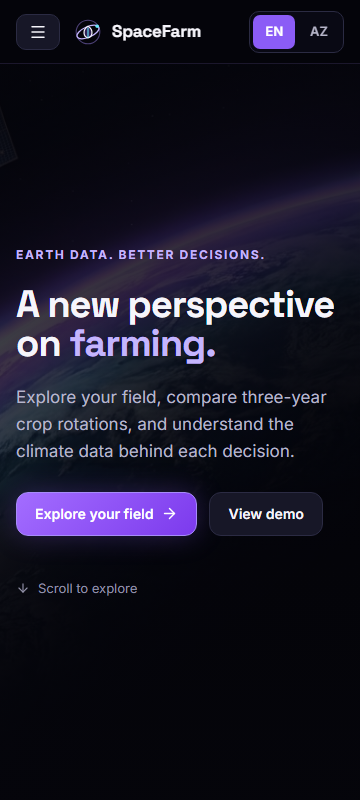 SpaceFarm
EN
AZ
EARTH DATA. BETTER DECISIONS.
A new perspective
on farming.
Explore your field, compare three-year
crop rotations, and understand the
climate data behind each decision.
Explore your field →
View demo
↓ Scroll to explore